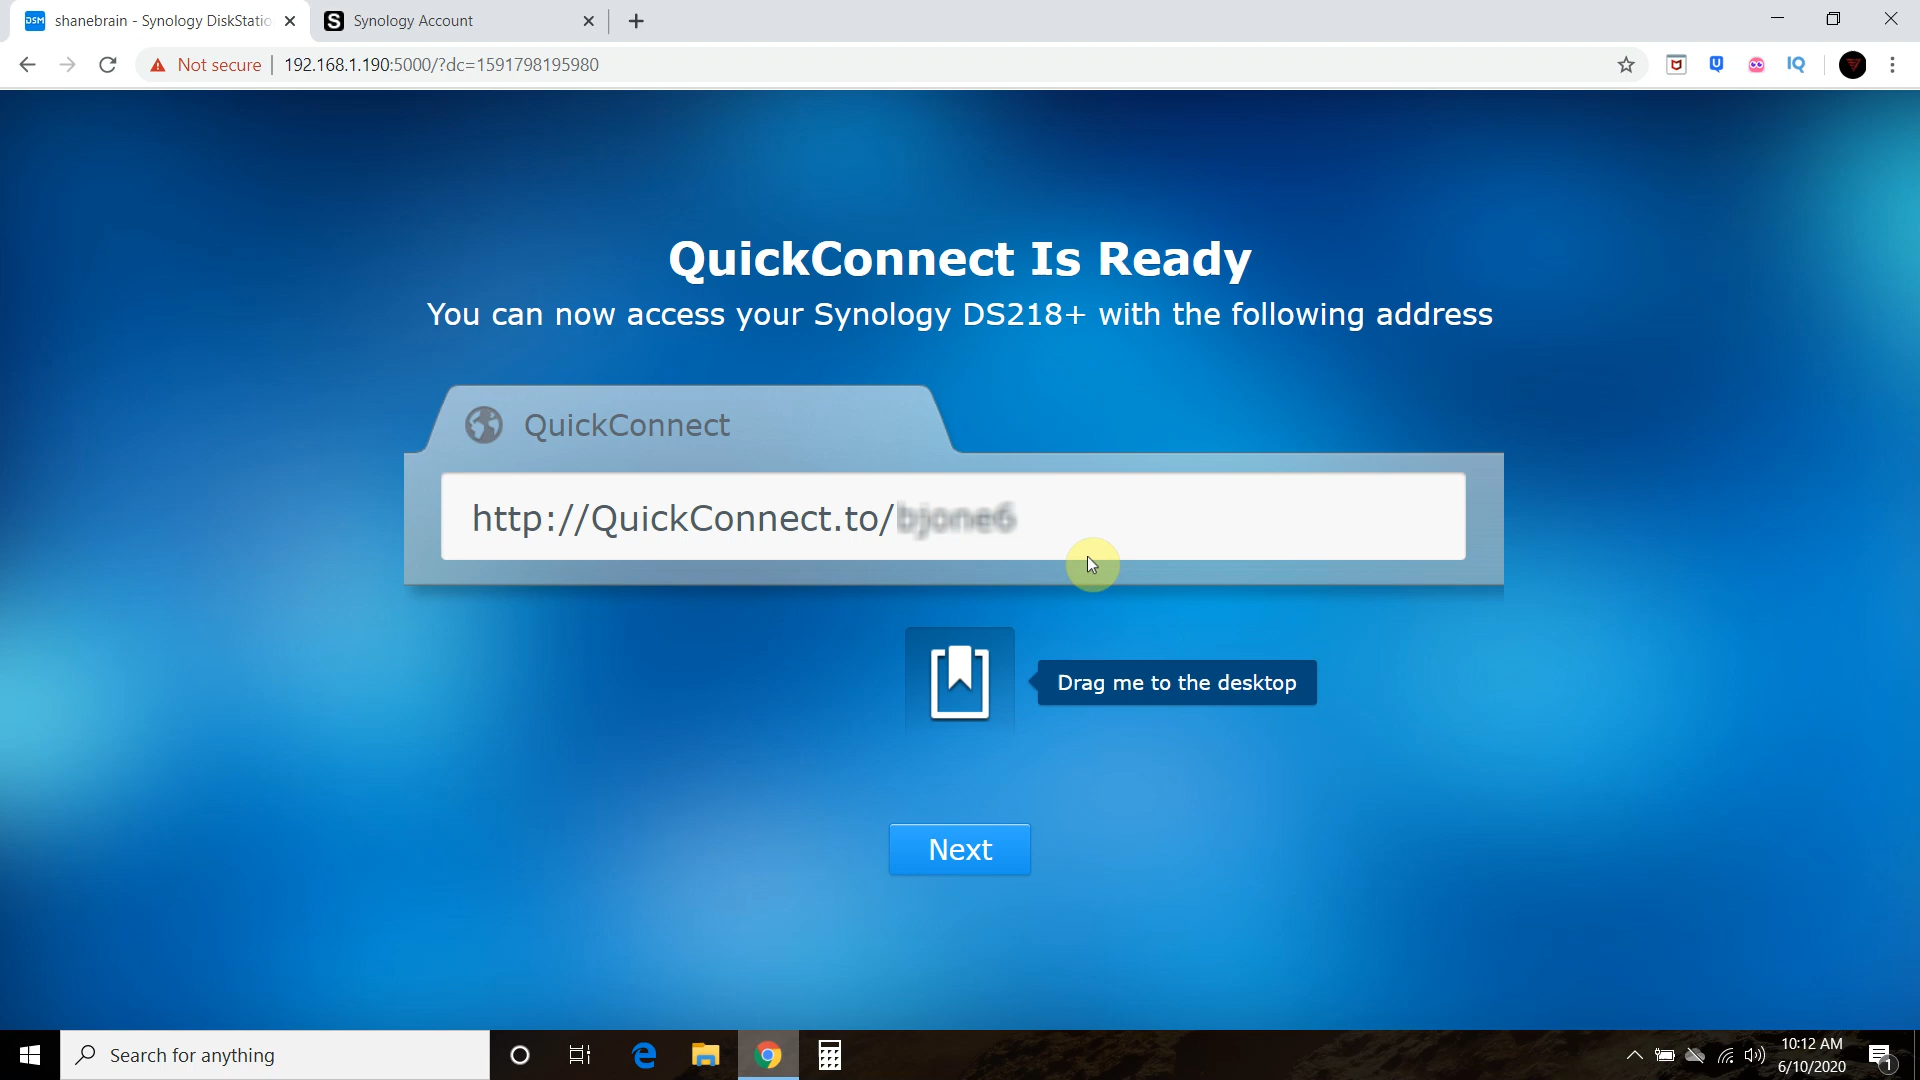 shanebrain - Synology DiskStatio
Synology Account
Not secure
192.168.1.190:5000/?dc=1591798195980
IQ
QuickConnect Is Ready
You can now access your Synology DS218+ with the following address
QuickConnect
http://QuickConnect.to/
Drag me to the desktop
Next
Search for anything
10:12 AM
6/10/2020
1